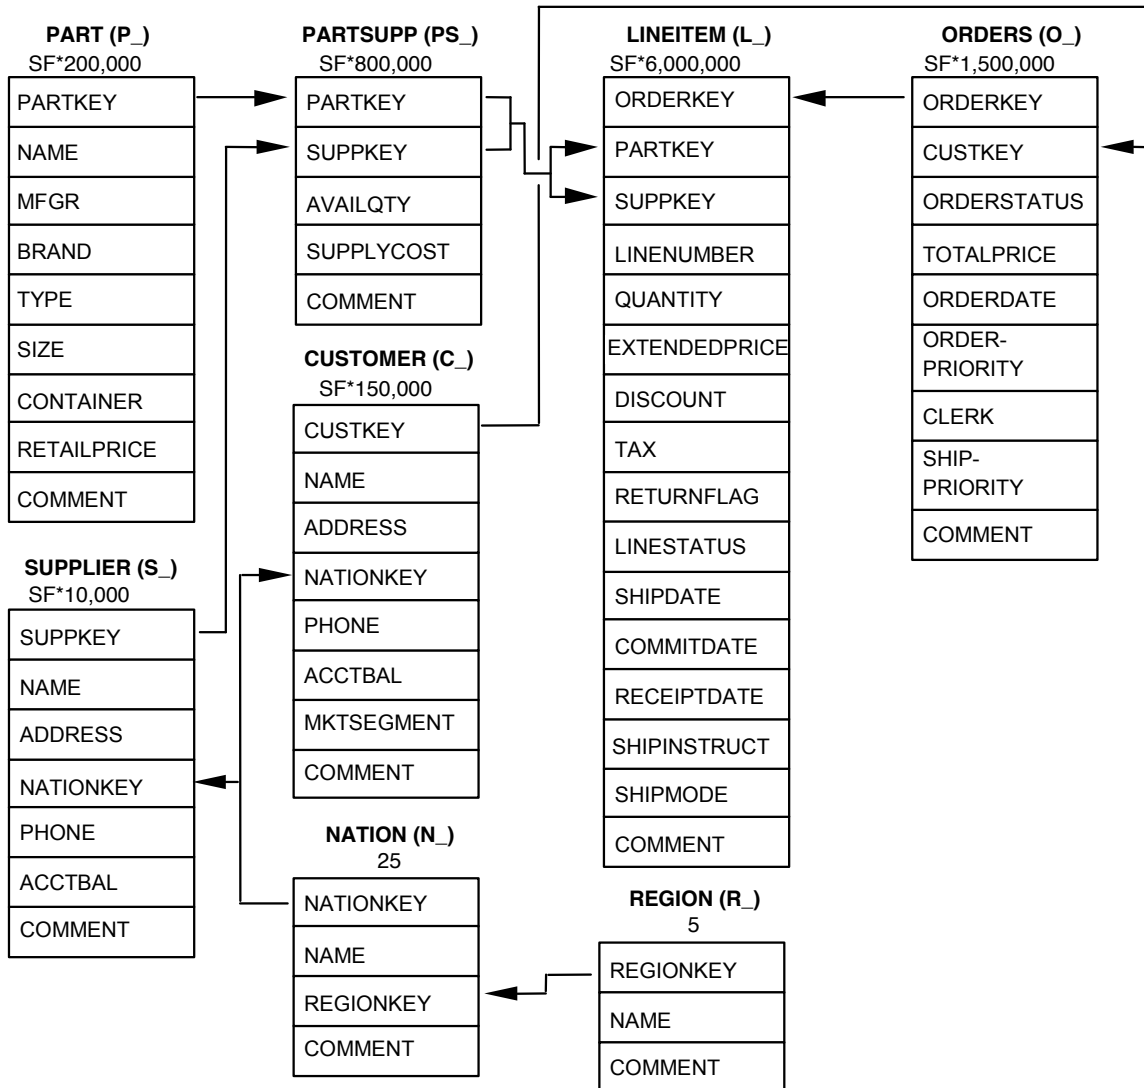 PART (P_)
SF*200,000
PARTKEY
NAME
MFGR
BRAND
TYPE
SIZE
CONTAINER
RETAILPRICE
COMMENT
SUPPLIER (S_)
SF*10,000
SUPPKEY
NAME
ADDRESS
NATIONKEY
PHONE
ACCTBAL
COMMENT
PARTSUPP (PS_)
SF*800,000
PARTKEY
SUPPKEY
AVAILQTY
SUPPLYCOST
COMMENT
CUSTOMER (C_)
SF*150,000
CUSTKEY
NAME
ADDRESS
NATIONKEY
PHONE
ACCTBAL
MKTSEGMENT
COMMENT
NATION (N_)
25
NATIONKEY
NAME
REGIONKEY
COMMENT
LINEITEM (L_)
SF*6,000,000
ORDERKEY
PARTKEY
SUPPKEY
LINENUMBER
QUANTITY
EXTENDEDPRICE
DISCOUNT
TAX
RETURNFLAG
LINESTATUS
SHIPDATE
COMMITDATE
RECEIPTDATE
SHIPINSTRUCT
SHIPMODE
COMMENT
REGION (R_)
5
REGIONKEY
NAME
COMMENT
ORDERS (O_)
SF*1,500,000
ORDERKEY
CUSTKEY
ORDERSTATUS
TOTALPRICE
ORDERDATE
ORDER-
PRIORITY
CLERK
SHIP-
PRIORITY
COMMENT